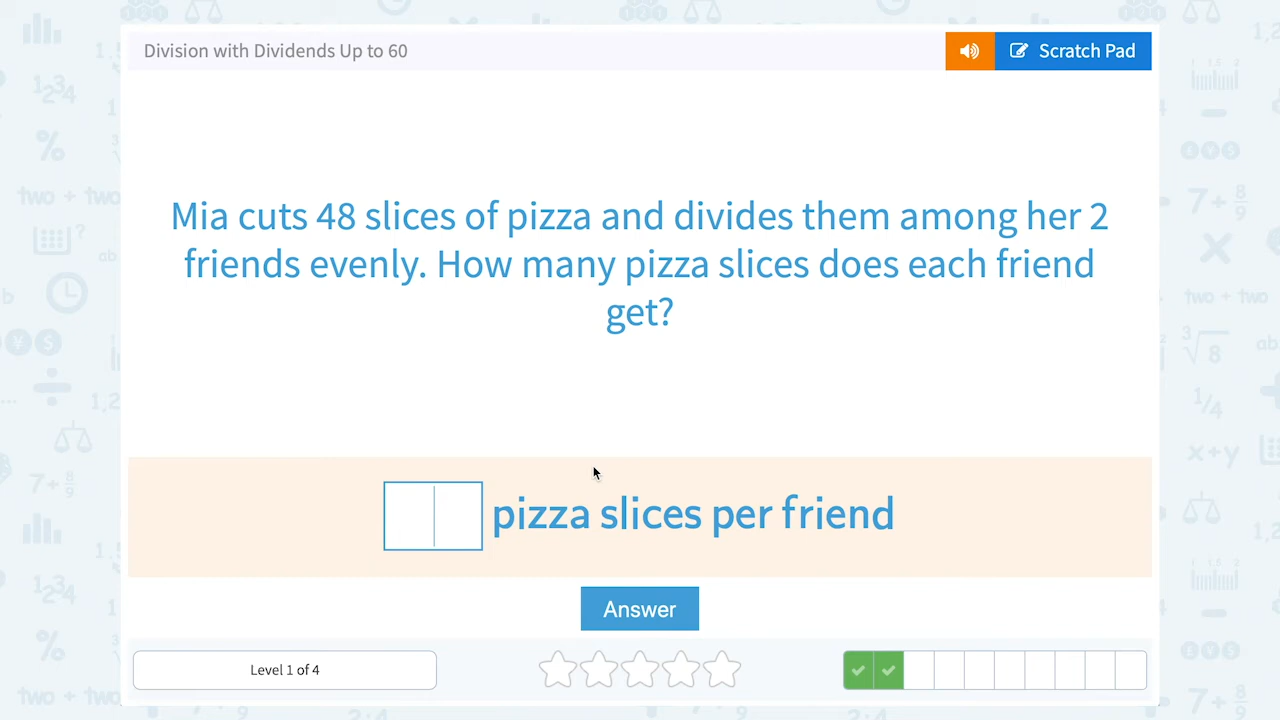 Division with Dividends Up to 60
Scratch Pad
Mia cuts 48 slices of pizza and divides them among her 2
friends evenly. How many pizza slices does each friend
get?
pizza slices per friend
Answer
Level 1 of 4